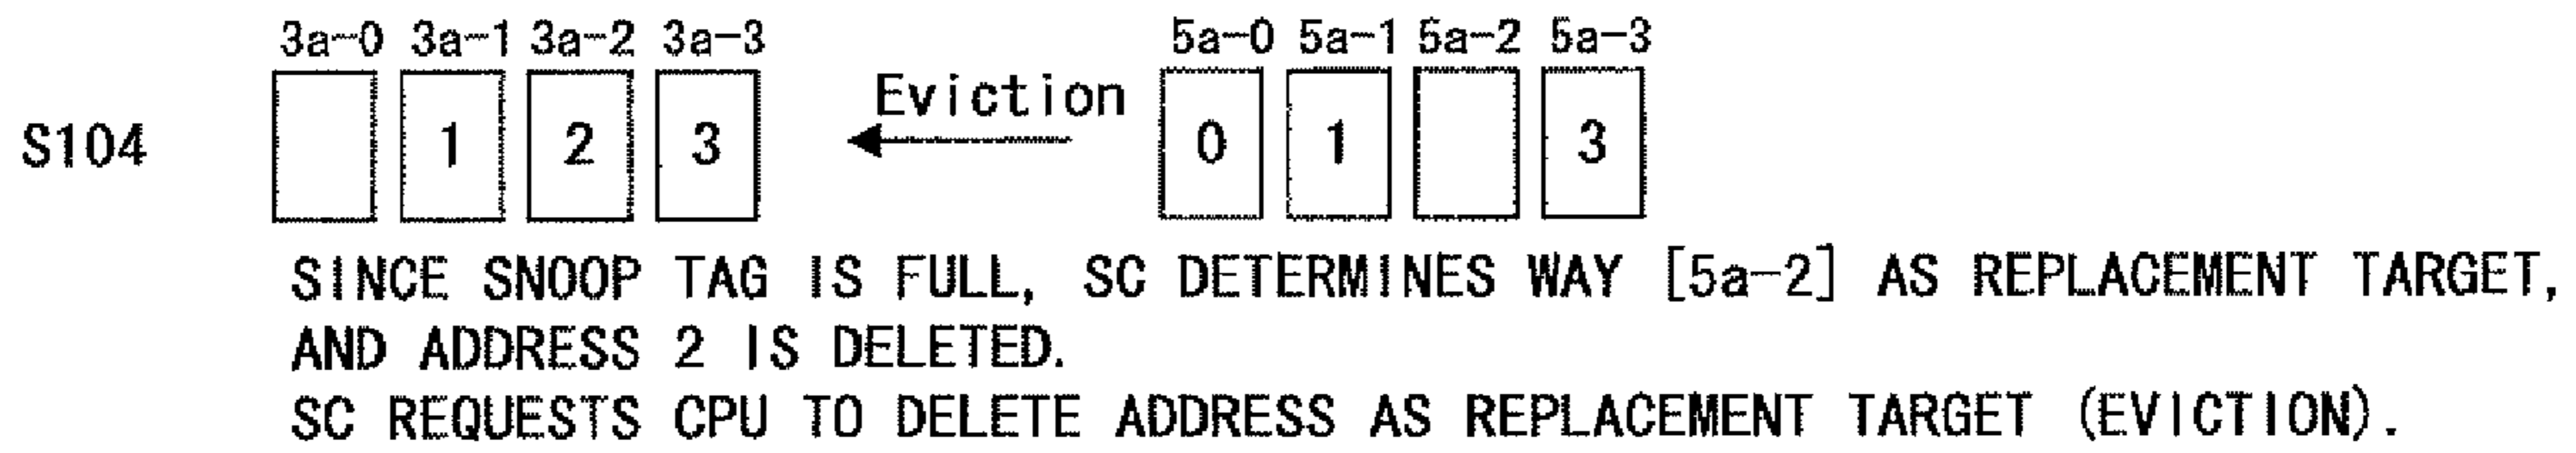 3a-0 3a-1 3a-2 3a-3 5a-0 5a-1 5a-2 5a-3
Eviction
S104 1 2 3 0 1 3
SINCE SNOOP TAG IS FULL, SC DETERMINES WAY [5a-2] AS REPLACEMENT TARGET,
AND ADDRESS 2 IS DELETED.
SC REQUESTS CPU TO DELETE ADDRESS AS REPLACEMENT TARGET (EVICTION).